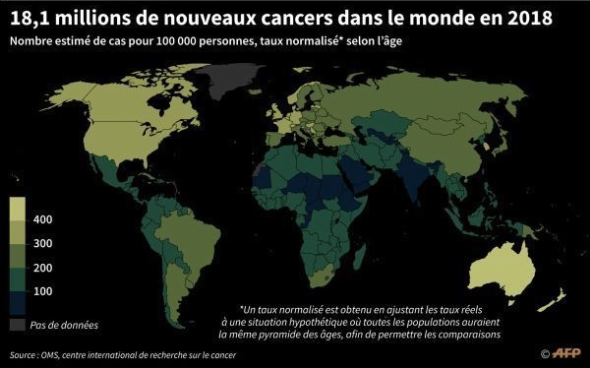 18,1 millions de nouveaux cancers dans le monde en 2018
Nombre estimé de cas pour 100 000 personnes, taux normalisé* selon l'âge
400
300
200
100
Pas de données
*Un taux normalisé est obtenu en ajustant les taux réels
à une situation hypothétique où toutes les populations auraient
la même pyramide des âges, afin de permettre les comparaisons
Source : OMS, centre international de recherche sur le cancer
© AFP